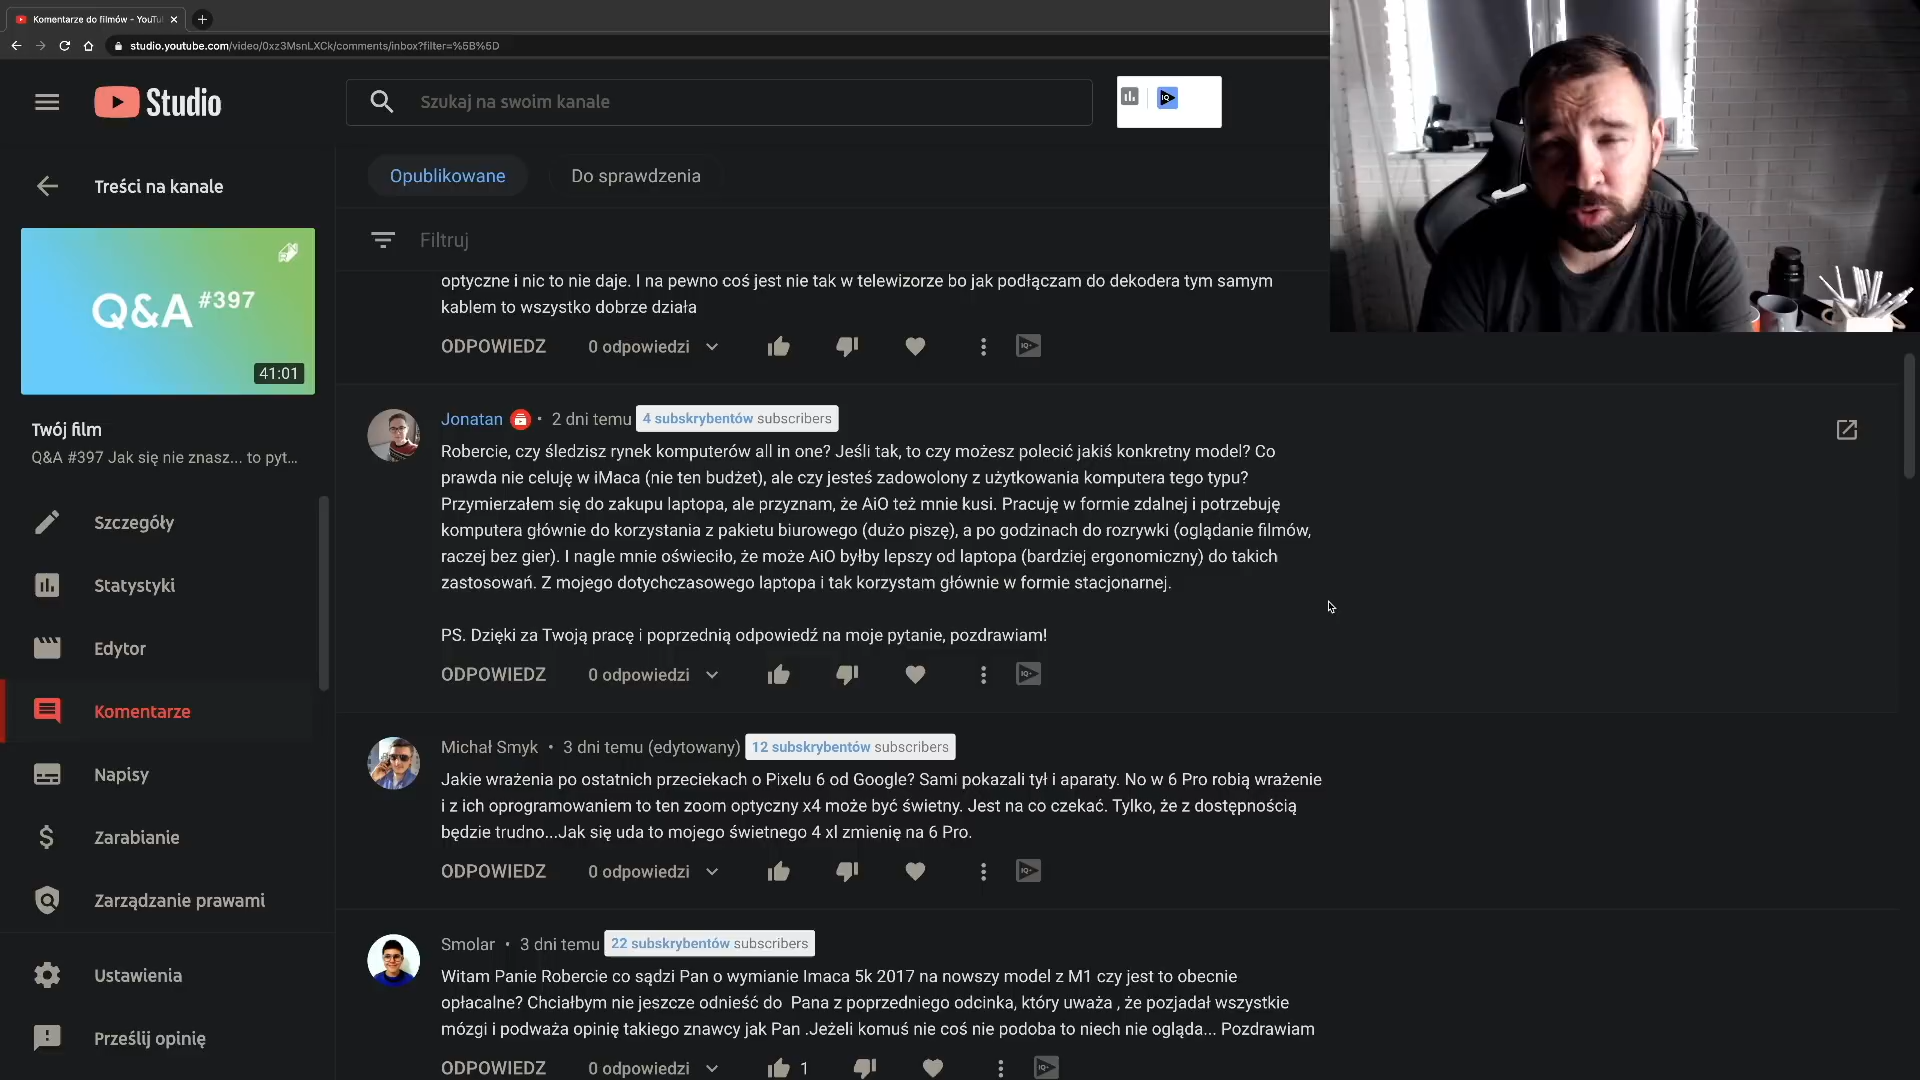 Komentarze do filmów - YouTu
studio.youtube.com/video/0xz3MsnLXCk/comments/inbox?filter=%5B%5D
Studio
Szukaj na swoim kanale
IQ
Treści na kanale
Opublikowane
Do sprawdzenia
Filtruj
Q&A #397
41:01
Twój film
Q&A #397 Jak się nie znasz... to pyt...
Szczegóły
Statystyki
Edytor
Komentarze
Napisy
Zarabianie
Zarządzanie prawami
Ustawienia
Prześlij opinię
optyczne i nic to nie daje. I na pewno coś jest nie tak w telewizorze bo jak podłączam do dekodera tym samym
kablem to wszystko dobrze działa
ODPOWIEDZ 0 odpowiedzi
Jonatan • 2 dni temu 4 subskrybentów subscribers
Robercie, czy śledzisz rynek komputerów all in one? Jeśli tak, to czy możesz polecić jakiś konkretny model? Co
prawda nie celuję w iMaca (nie ten budżet), ale czy jesteś zadowolony z użytkowania komputera tego typu?
Przymierzałem się do zakupu laptopa, ale przyznam, że AiO też mnie kusi. Pracuję w formie zdalnej i potrzebuję
komputera głównie do korzystania z pakietu biurowego (dużo piszę), a po godzinach do rozrywki (oglądanie filmów,
raczej bez gier). I nagle mnie oświeciło, że może AiO byłby lepszy od laptopa (bardziej ergonomiczny) do takich
zastosowań. Z mojego dotychczasowego laptopa i tak korzystam głównie w formie stacjonarnej.
PS. Dzięki za Twoją pracę i poprzednią odpowiedź na moje pytanie, pozdrawiam!
ODPOWIEDZ 0 odpowiedzi
Michał Smyk • 3 dni temu (edytowany) 12 subskrybentów subscribers
Jakie wrażenia po ostatnich przeciekach o Pixelu 6 od Google? Sami pokazali tył i aparaty. No w 6 Pro robią wrażenie
i z ich oprogramowaniem to ten zoom optyczny x4 może być świetny. Jest na co czekać. Tylko, że z dostępnością
będzie trudno...Jak się uda to mojego świetnego 4 xl zmienię na 6 Pro.
ODPOWIEDZ 0 odpowiedzi
Smolar • 3 dni temu 22 subskrybentów subscribers
Witam Panie Robercie co sądzi Pan o wymianie Imaca 5k 2017 na nowszy model z M1 czy jest to obecnie
opłacalne? Chciałbym nie jeszcze odnieść do Pana z poprzedniego odcinka, który uważa , że pozjadał wszystkie
mózgi i podważa opinię takiego znawcy jak Pan .Jeżeli komuś nie coś nie podoba to niech nie ogląda... Pozdrawiam
ODPOWIEDZ 0 odpowiedzi 1